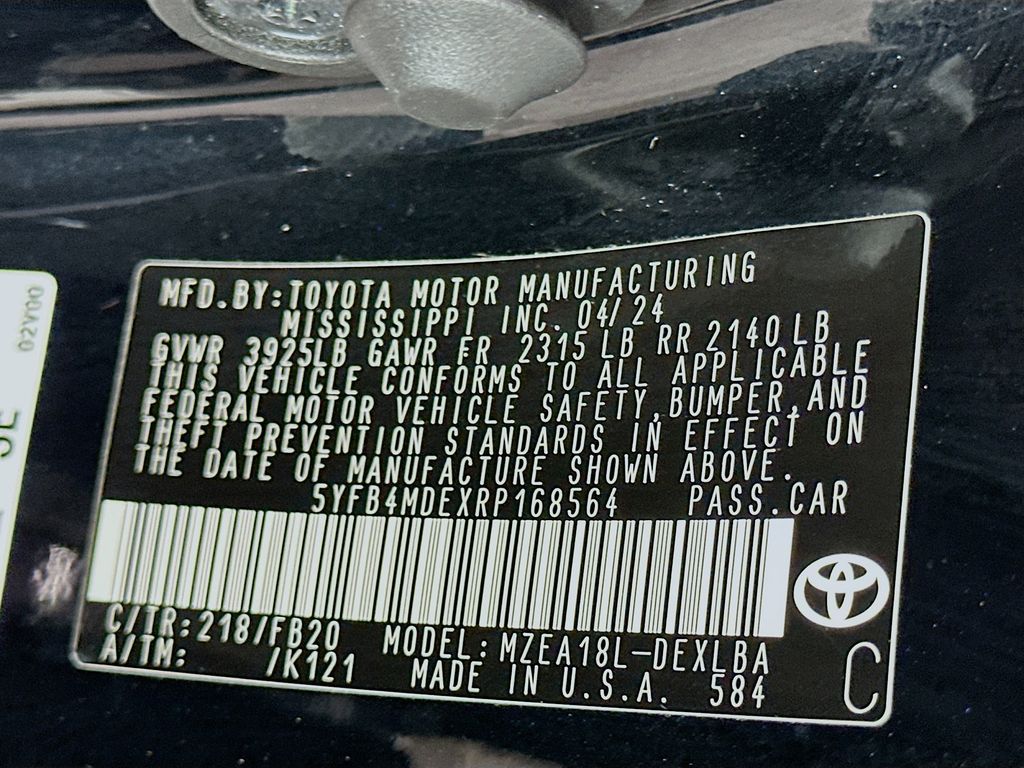 MFD.BY:TOYOTA MOTOR MANUFACTURING
MISSISSIPPI INC. 04/24
GVWR 3925LB GAWR FR 2315 LB RR 2140 LB
THIS VEHICLE CONFORMS TO ALL APPLICABLE
FEDERAL MOTOR VEHICLE SAFETY,BUMPER,AND
THEFT PREVENTION STANDARDS IN EFFECT ON
THE DATE OF MANUFACTURE SHOWN ABOVE.
5YFB4MDEXRP168564 PASS.CAR
C/TR:218/FB20 MODEL:MZEA18L-DEXLBA
A/TM: /K121 MADE IN U.S.A. 584 C
02Y00